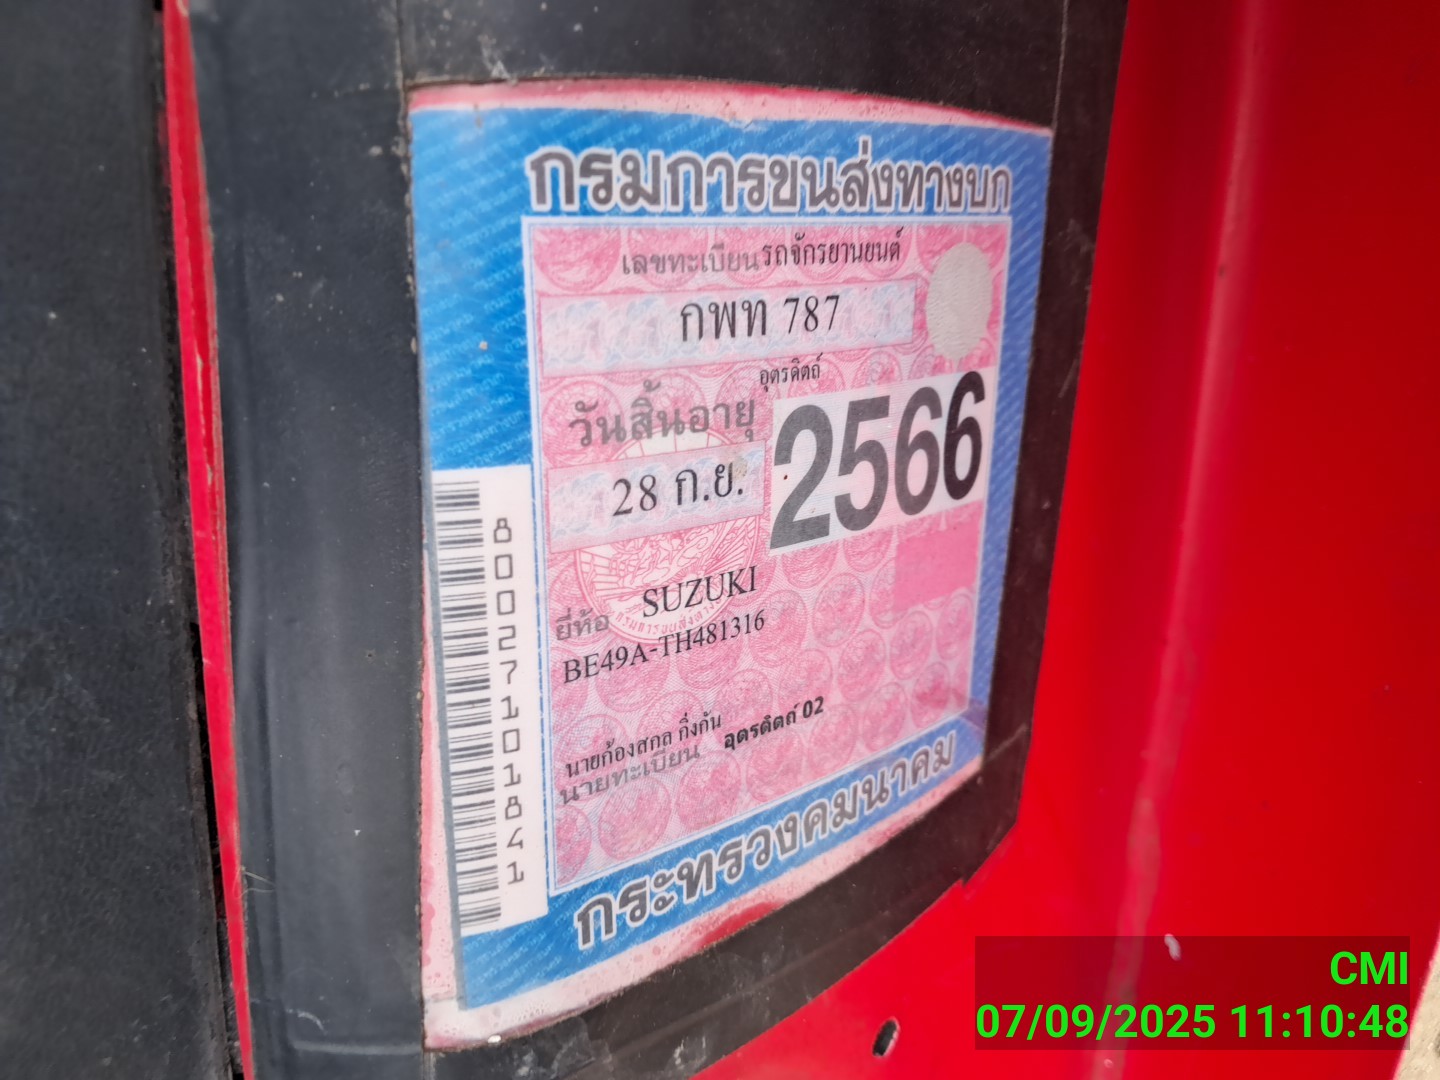 กรมการขนส่งทางบก
เลขทะเบียนรถจักรยานยนต์
กพท 787
อุตรดิตถ์
วันสิ้นอายุ
28 ก.ย.
2566
ยี่ห้อ SUZUKI
BE49A-TH481316
นายก้องสกล กึ่งกัน
นายทะเบียน อุตรดิตถ์ 02
กระทรวงคมนาคม
8002710101841
CMI
07/09/2025 11:10:48